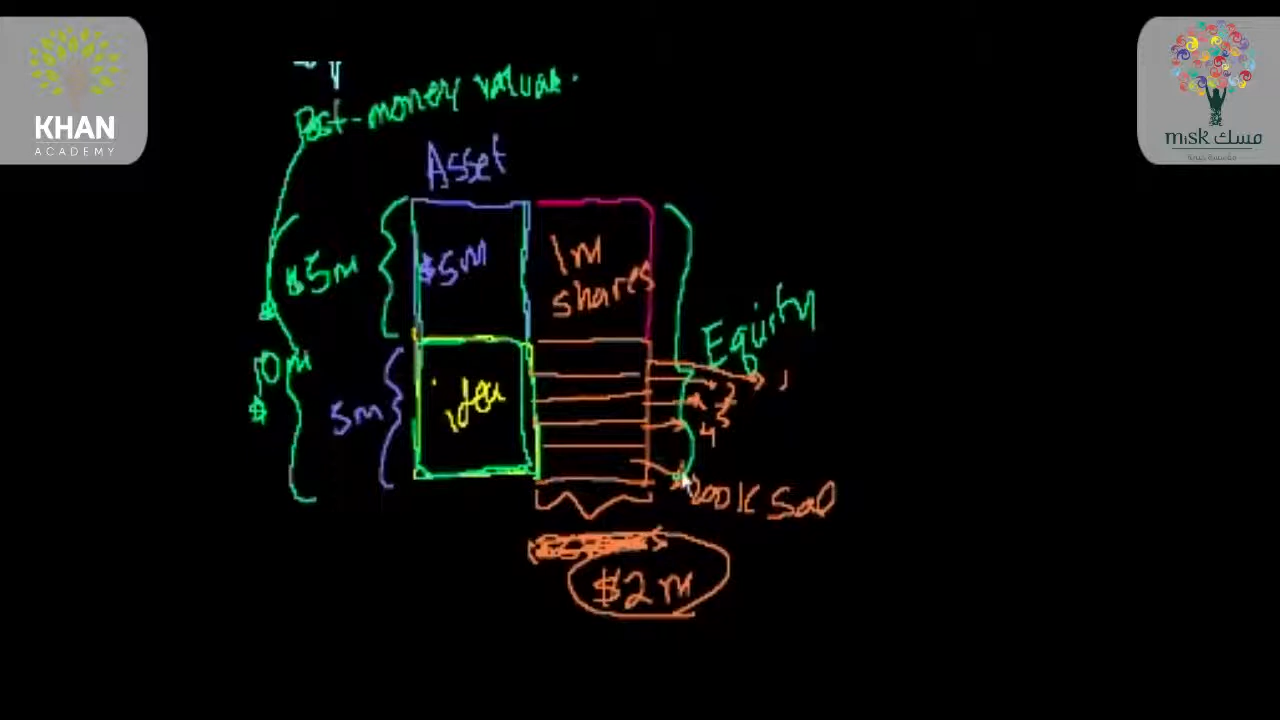 KHAN
ACADEMY
misk مسك
Post-money value.
Asset
$5m
$5M
1M
shares
Equity
$10m
5m
idea
1
2
3
4
200K Sal
$2M